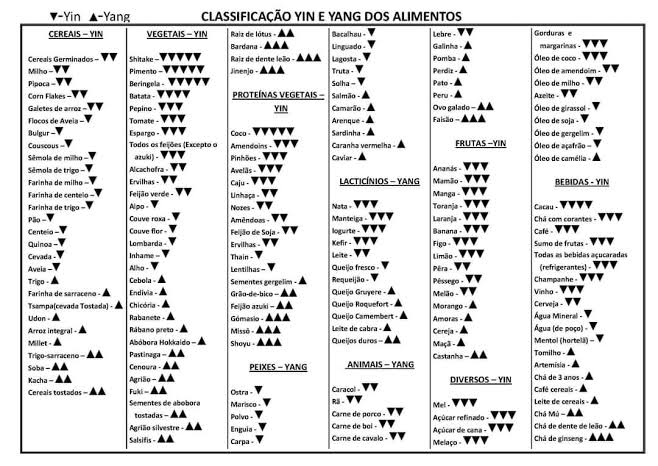 ▼-Yin ▲-Yang CLASSIFICAÇÃO YIN E YANG DOS ALIMENTOS
CEREAIS – YIN
Cereais Germinados – ▼▼
Milho – ▼▼
Pipoca – ▼▼
Corn Flakes – ▼▼
Galetes de arroz – ▼▼
Flocos de Aveia – ▼
Bulgur – ▼
Couscous – ▼
Sêmola de milho – ▼
Sêmola de trigo – ▼
Farinha de milho – ▼
Farinha de centeio – ▼
Farinha de trigo – ▼
Pão – ▼
Centeio – ▼
Quinoa – ▼
Cevada – ▼
Aveia – ▼
Trigo – ▲
Farinha de sarraceno – ▲
Tsampa(cevada Tostada) – ▲
Udon – ▲
Arroz integral – ▲
Millet – ▲
Trigo-sarraceno – ▲▲
Soba – ▲▲
Kacha – ▲▲
Cereais tostados – ▲▲
VEGETAIS – YIN
Shitake – ▼▼▼▼▼
Pimento – ▼▼▼▼▼
Beringela – ▼▼▼▼▼
Batata – ▼▼▼▼
Pepino – ▼▼▼
Tomate – ▼▼▼
Espargo – ▼▼▼
Todos os feijões (Excepto o
azuki) – ▼▼▼
Alcachofra – ▼▼
Ervilhas – ▼▼
Feijão verde – ▼▼
Aipo – ▼
Couve roxa – ▼
Couve flor – ▼
Lombarda – ▼
Inhame – ▼
Alho – ▼
Cebola – ▲
Endívia – ▲
Chicória – ▲
Rabanete – ▲
Rábano preto – ▲
Abóbora Hokkaido – ▲
Pastinaga – ▲▲
Cenoura – ▲▲
Agrião – ▲▲
Fuki – ▲▲
Sementes de abobora
tostadas – ▲▲
Agrião silvestre – ▲▲
Salsifis – ▲▲
Raiz de lótus – ▲▲
Bardana – ▲▲▲
Raiz de dente leão – ▲▲▲
Jinenjo – ▲▲▲
PROTEÍNAS VEGETAIS –
YIN
Coco – ▼▼▼▼▼
Amendoins – ▼▼▼
Pinhões – ▼▼▼
Avelãs – ▼▼▼
Caju – ▼▼▼
Linhaça – ▼▼
Nozes – ▼▼
Amêndoas – ▼▼
Feijão de Soja – ▼▼
Ervilhas – ▼▼
Thain – ▼
Lentilhas – ▼
Sementes gergelim – ▲
Grão-de-bico – ▲▲
Feijão azuki – ▲▲
Gómasio – ▲▲▲
Missô – ▲▲▲
Shoyu – ▲▲▲
PEIXES – YANG
Ostra – ▼
Marisco – ▼
Polvo – ▼
Enguia – ▼
Carpa – ▼
Bacalhau – ▼
Linguado – ▼
Lagosta – ▼
Truta – ▼
Solha – ▼
Salmão – ▲
Camarão – ▲
Arenque – ▲
Sardinha – ▲
Caranha vermelha – ▲
Caviar – ▲
LACTICÍNIOS – YANG
Nata – ▼▼▼
Manteiga – ▼▼▼
Iogurte – ▼▼▼
Kefir – ▼▼▼
Leite – ▼▼
Queijo fresco – ▼
Requeijão – ▼
Queijo Gruyere – ▲
Queijo Roquefort – ▲
Queijo Camembert – ▲
Leite de cabra – ▲
Queijos duros – ▲▲
ANIMAIS – YANG
Caracol – ▼▼
Rã – ▼▼
Carne de porco – ▼▼
Carne de boi – ▼▼
Carne de cavalo – ▼▼
Lebre – ▼▼
Galinha – ▲
Pomba – ▲
Perdiz – ▲
Pato – ▲
Peru – ▲
Ovo galado – ▲▲
Faisão – ▲▲▲
FRUTAS –YIN
Ananás – ▼▼▼
Mamão – ▼▼▼
Manga – ▼▼▼
Toranja – ▼▼▼
Laranja – ▼▼▼
Banana – ▼▼▼
Figo – ▼▼▼
Limão – ▼▼▼
Pêra – ▼▼
Pêssego – ▼▼
Melão – ▼▼
Morango – ▲
Amoras – ▲
Cereja – ▲
Maçã – ▲
Castanha – ▲▲
DIVERSOS – YIN
Mel – ▼▼▼
Açúcar refinado – ▼▼▼
Açúcar de cana – ▼▼▼
Melaço – ▼▼▼
Gorduras e
margarinas – ▼▼▼
Óleo de coco – ▼▼▼
Óleo de amendoim – ▼▼
Óleo de milho – ▼▼
Azeite – ▼▼
Óleo de girassol – ▼
Óleo de soja – ▼
Óleo de gergelim – ▼
Óleo de açafrão – ▼
Óleo de camélia – ▲
BEBIDAS - YIN
Cacau – ▼▼▼▼
Chá com corantes – ▼▼▼
Café – ▼▼▼
Sumo de frutas – ▼▼▼
Todas as bebidas açucaradas
(refrigerantes) – ▼▼▼
Champanhe – ▼▼▼
Vinho – ▼▼▼
Cerveja – ▼▼
Água Mineral – ▼
Água (de poço) – ▼
Mentol (hortelã) – ▼
Tomilho – ▲
Artemísia – ▲
Chá de 3 anos – ▲
Café cereais – ▲
Leite de cereais – ▲
Chá Mú – ▲▲
Chá de dente de leão – ▲▲
Chá de ginseng – ▲▲▲